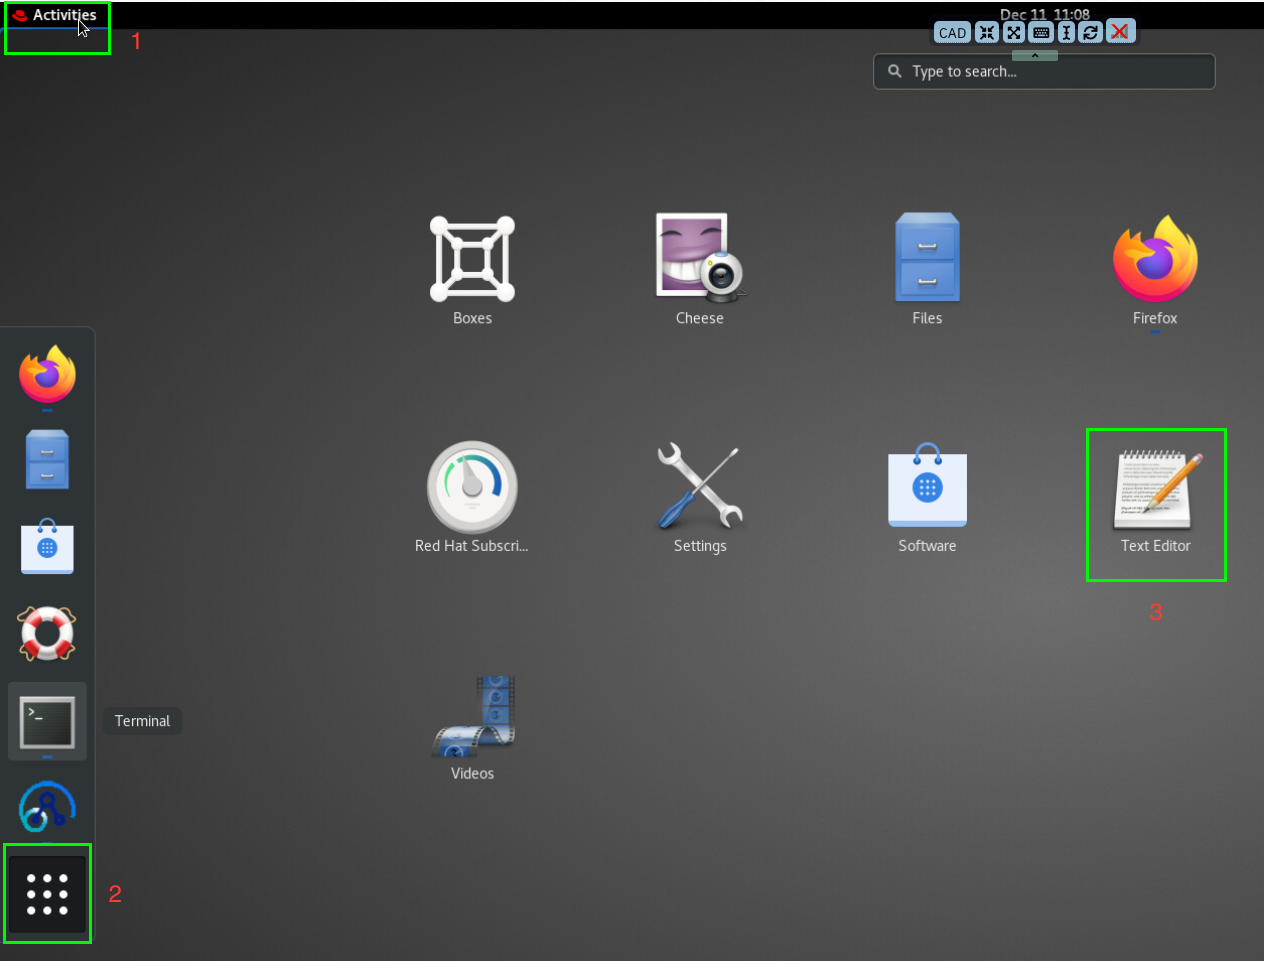 Activities
1
Dec 11 11:08
CAD
Type to search...
Boxes
Cheese
Files
Firefox
Red Hat Subscri...
Settings
Software
Text Editor
3
>_
Terminal
Videos
2